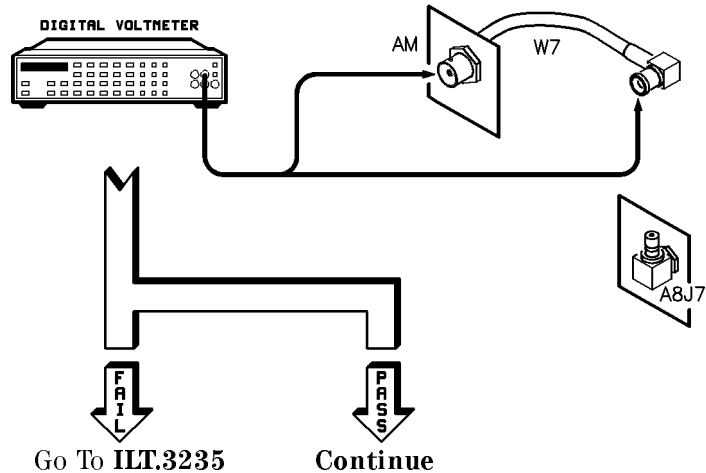 DIGITAL VOLTMETER
AM
W7
A8J7
FAIL
PASS
Go To ILT.3235
Continue